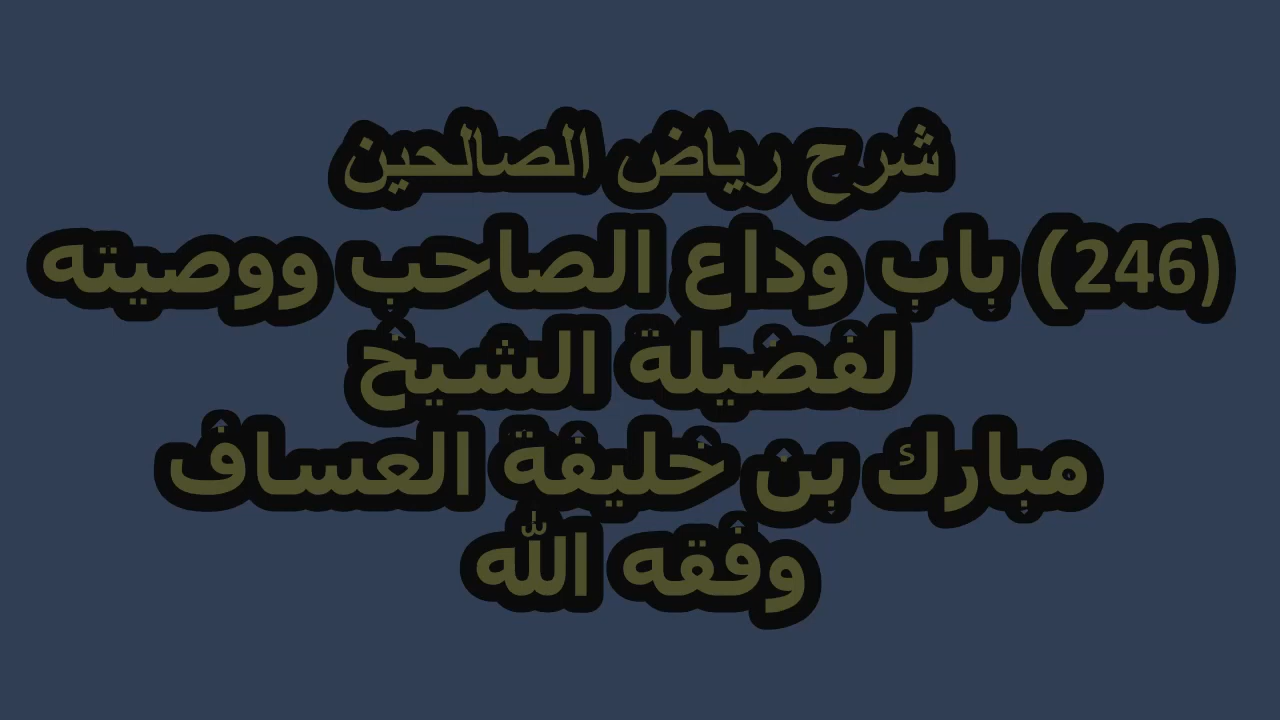 شرح رياض الصالحين
(246) باب وداع الصاحب ووصيته
لفضيلة الشيخ
مبارك بن خليفة العساف
وفقه الله